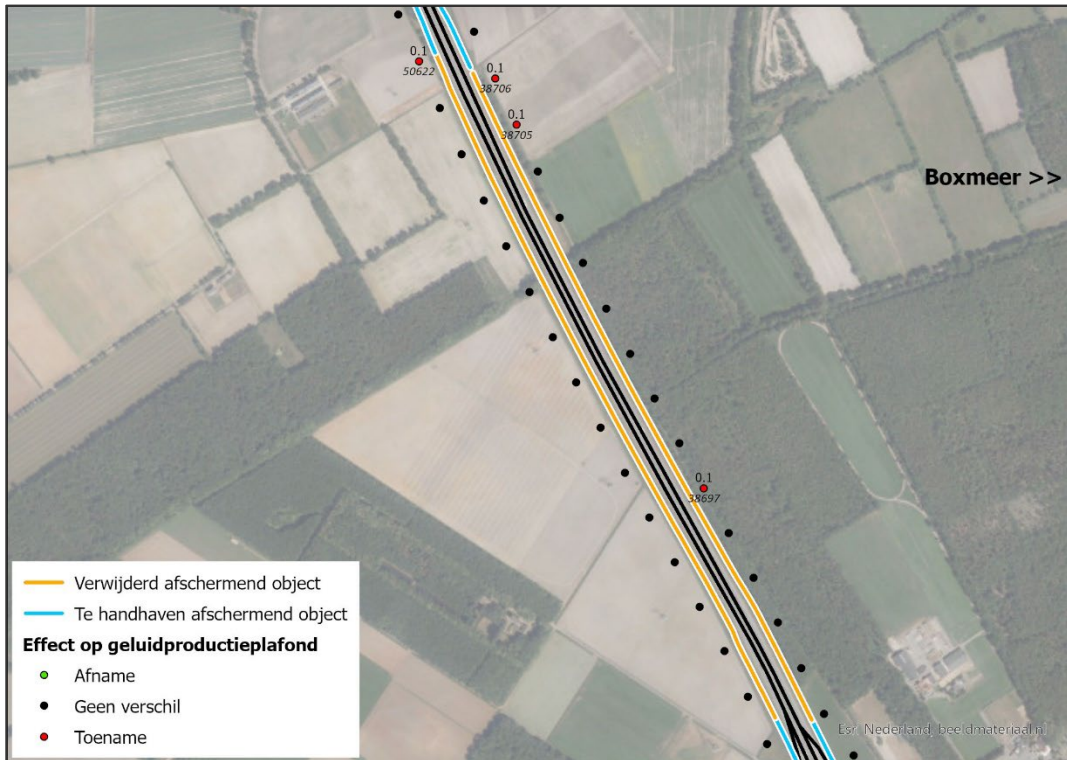 0.1
50622
0.1
38706
0.1
38705
Boxmeer >>
0.1
38697
Verwijderd afschermend object
Te handhaven afschermend object
Effect op geluidproductieplafond
Afname
Geen verschil
Toename
Esri Nederland, beeldmateriaal.nl